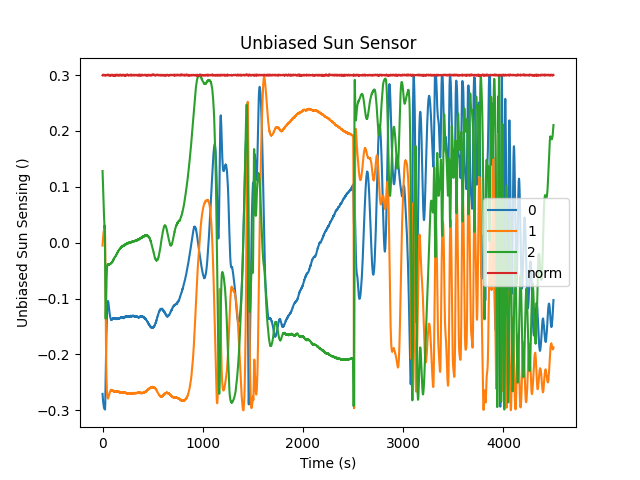 Unbiased Sun Sensor
Unbiased Sun Sensing ()
0.3
0.2
0.1
0.0
−0.1
−0.2
−0.3
0
1
2
norm
0 1000 2000 3000 4000
Time (s)